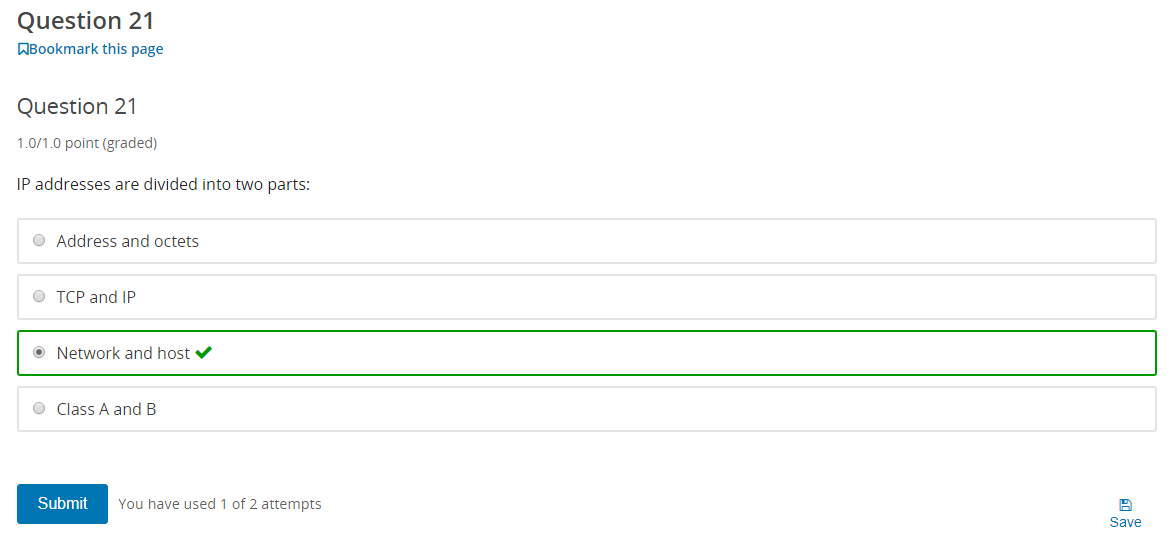 Question 21
Bookmark this page
Question 21
1.0/1.0 point (graded)
IP addresses are divided into two parts:
Address and octets
TCP and IP
Network and host
Class A and B
Submit You have used 1 of 2 attempts
Save